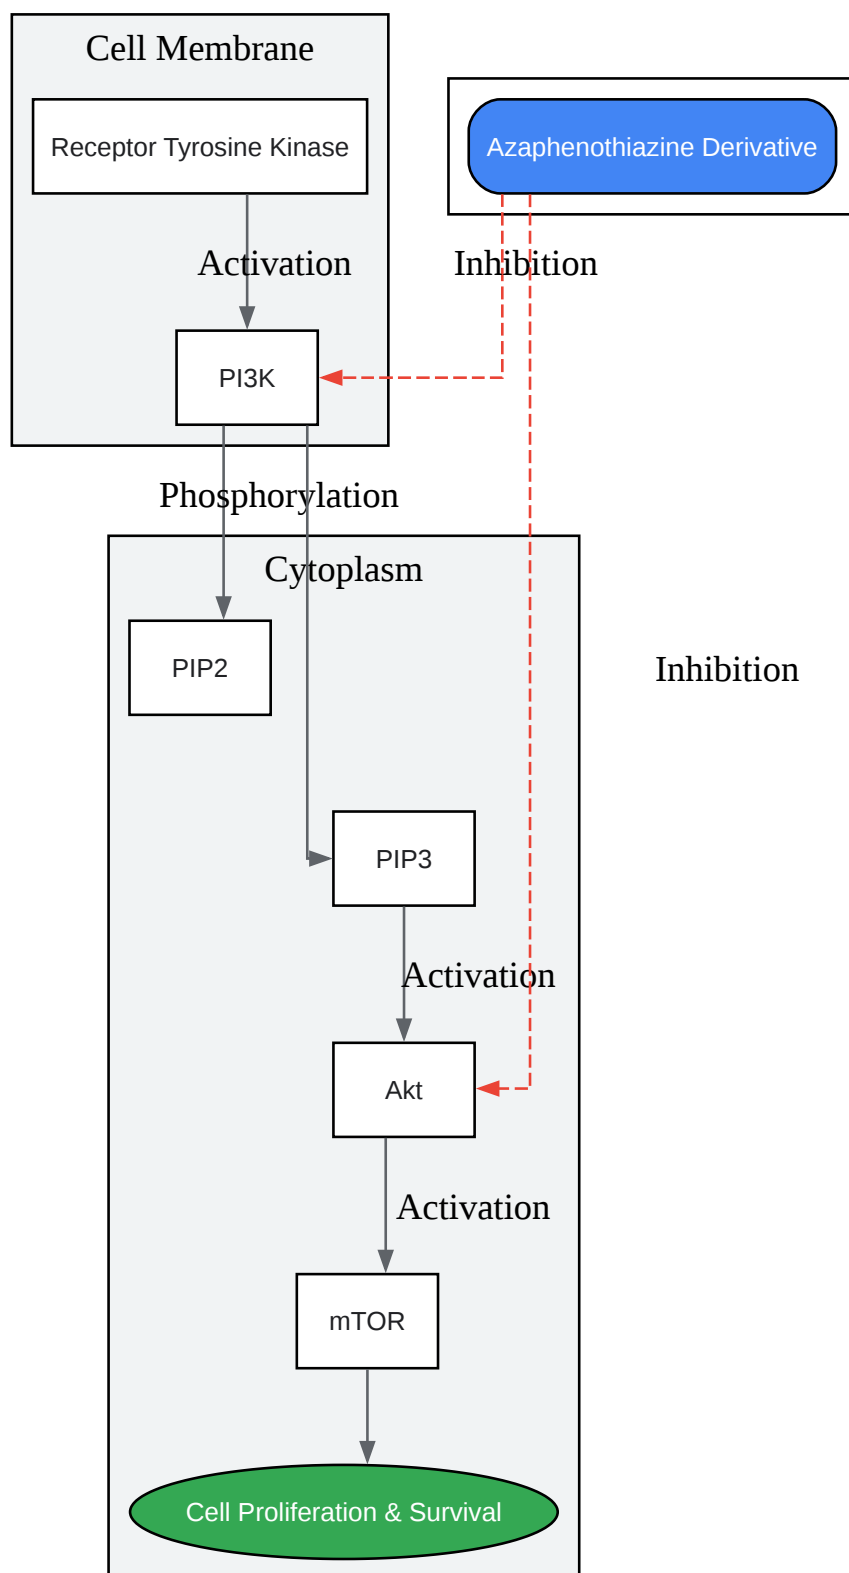 Cell Membrane
Receptor Tyrosine Kinase
Azaphenothiazine Derivative
Activation
Inhibition
PI3K
Phosphorylation
Cytoplasm
PIP2
Inhibition
PIP3
Activation
Akt
Activation
mTOR
Cell Proliferation & Survival